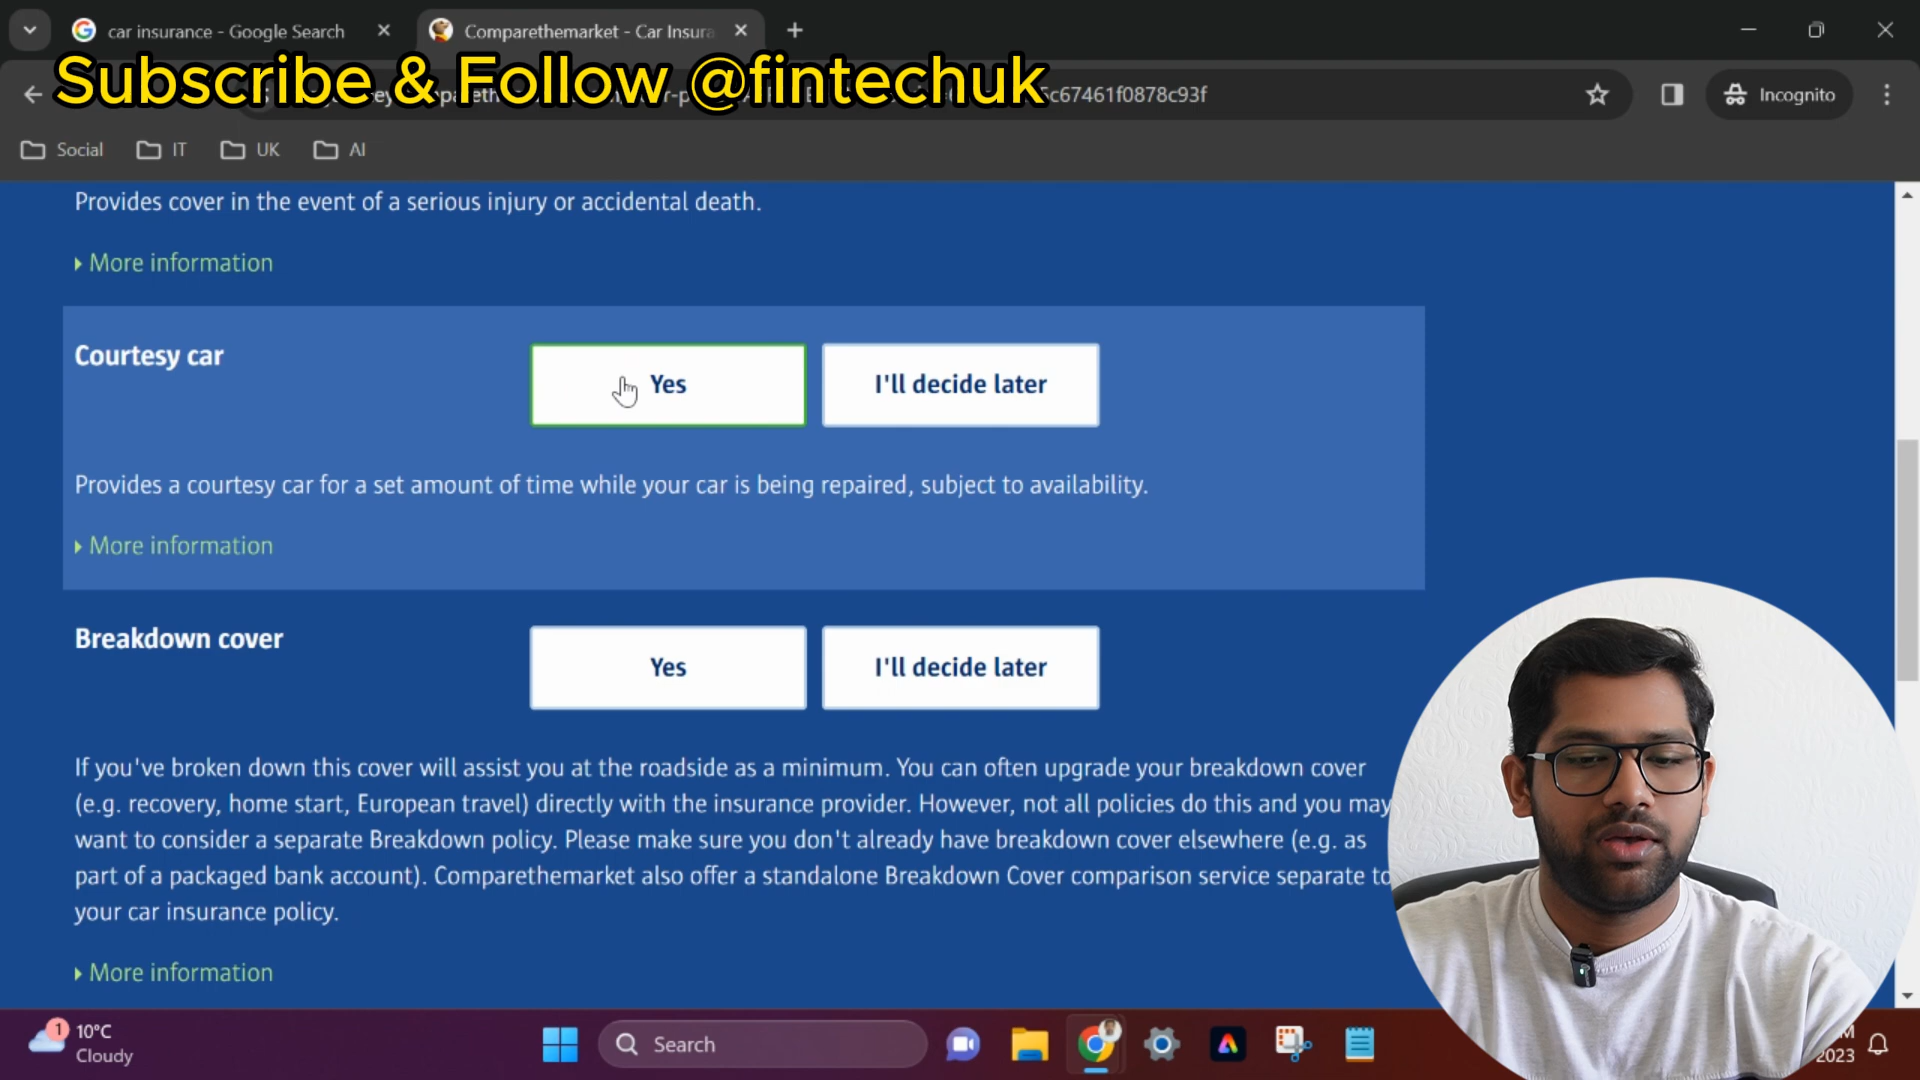 car insurance - Google Search
Comparethemarket - Car Insura
Subscribe & Follow @fintechuk
5c67461f0878c93f
Incognito
Social
IT
UK
AI
Provides cover in the event of a serious injury or accidental death.
More information
Courtesy car
Yes
I'll decide later
Provides a courtesy car for a set amount of time while your car is being repaired, subject to availability.
More information
Breakdown cover
Yes
I'll decide later
If you've broken down this cover will assist you at the roadside as a minimum. You can often upgrade your breakdown cover
(e.g. recovery, home start, European travel) directly with the insurance provider. However, not all policies do this and you may
want to consider a separate Breakdown policy. Please make sure you don't already have breakdown cover elsewhere (e.g. as
part of a packaged bank account). Comparethemarket also offer a standalone Breakdown Cover comparison service separate to
your car insurance policy.
More information
1
10°C
Cloudy
Search
M
2023